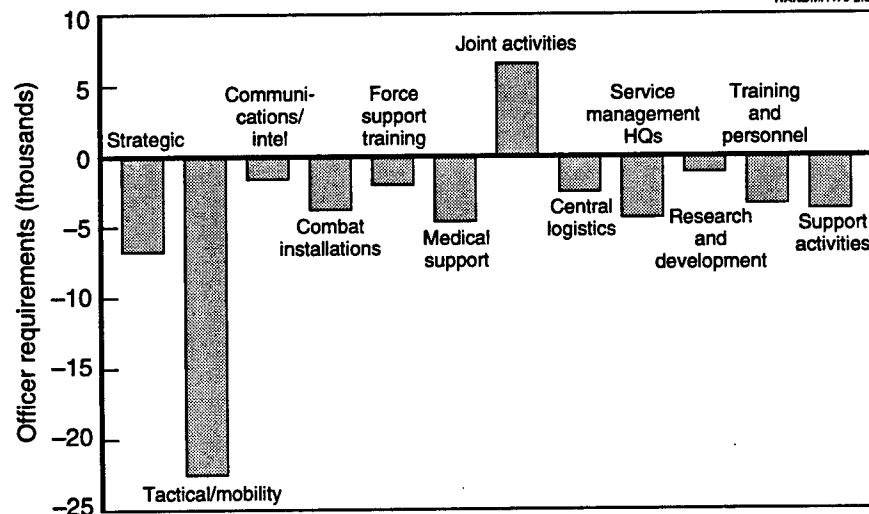 Officer requirements (thousands)
10
5
0
–5
–10
–15
–20
–25
Strategic
Tactical/mobility
Communi-
cations/
intel
Combat
installations
Force
support
training
Medical
support
Joint activities
Central
logistics
Service
management
HQs
Research
and
development
Training
and
personnel
Support
activities